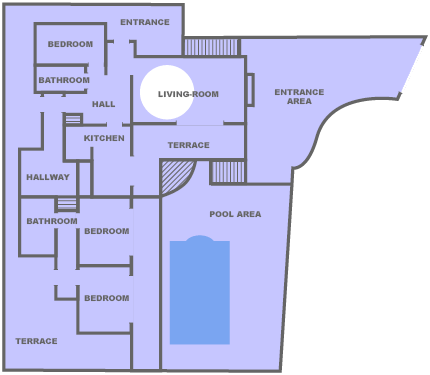 ENTRANCE
BEDROOM
BATHROOM
HALL
LIVING-ROOM
ENTRANCE
AREA
KITCHEN
TERRACE
HALLWAY
BATHROOM
POOL AREA
BEDROOM
BEDROOM
TERRACE